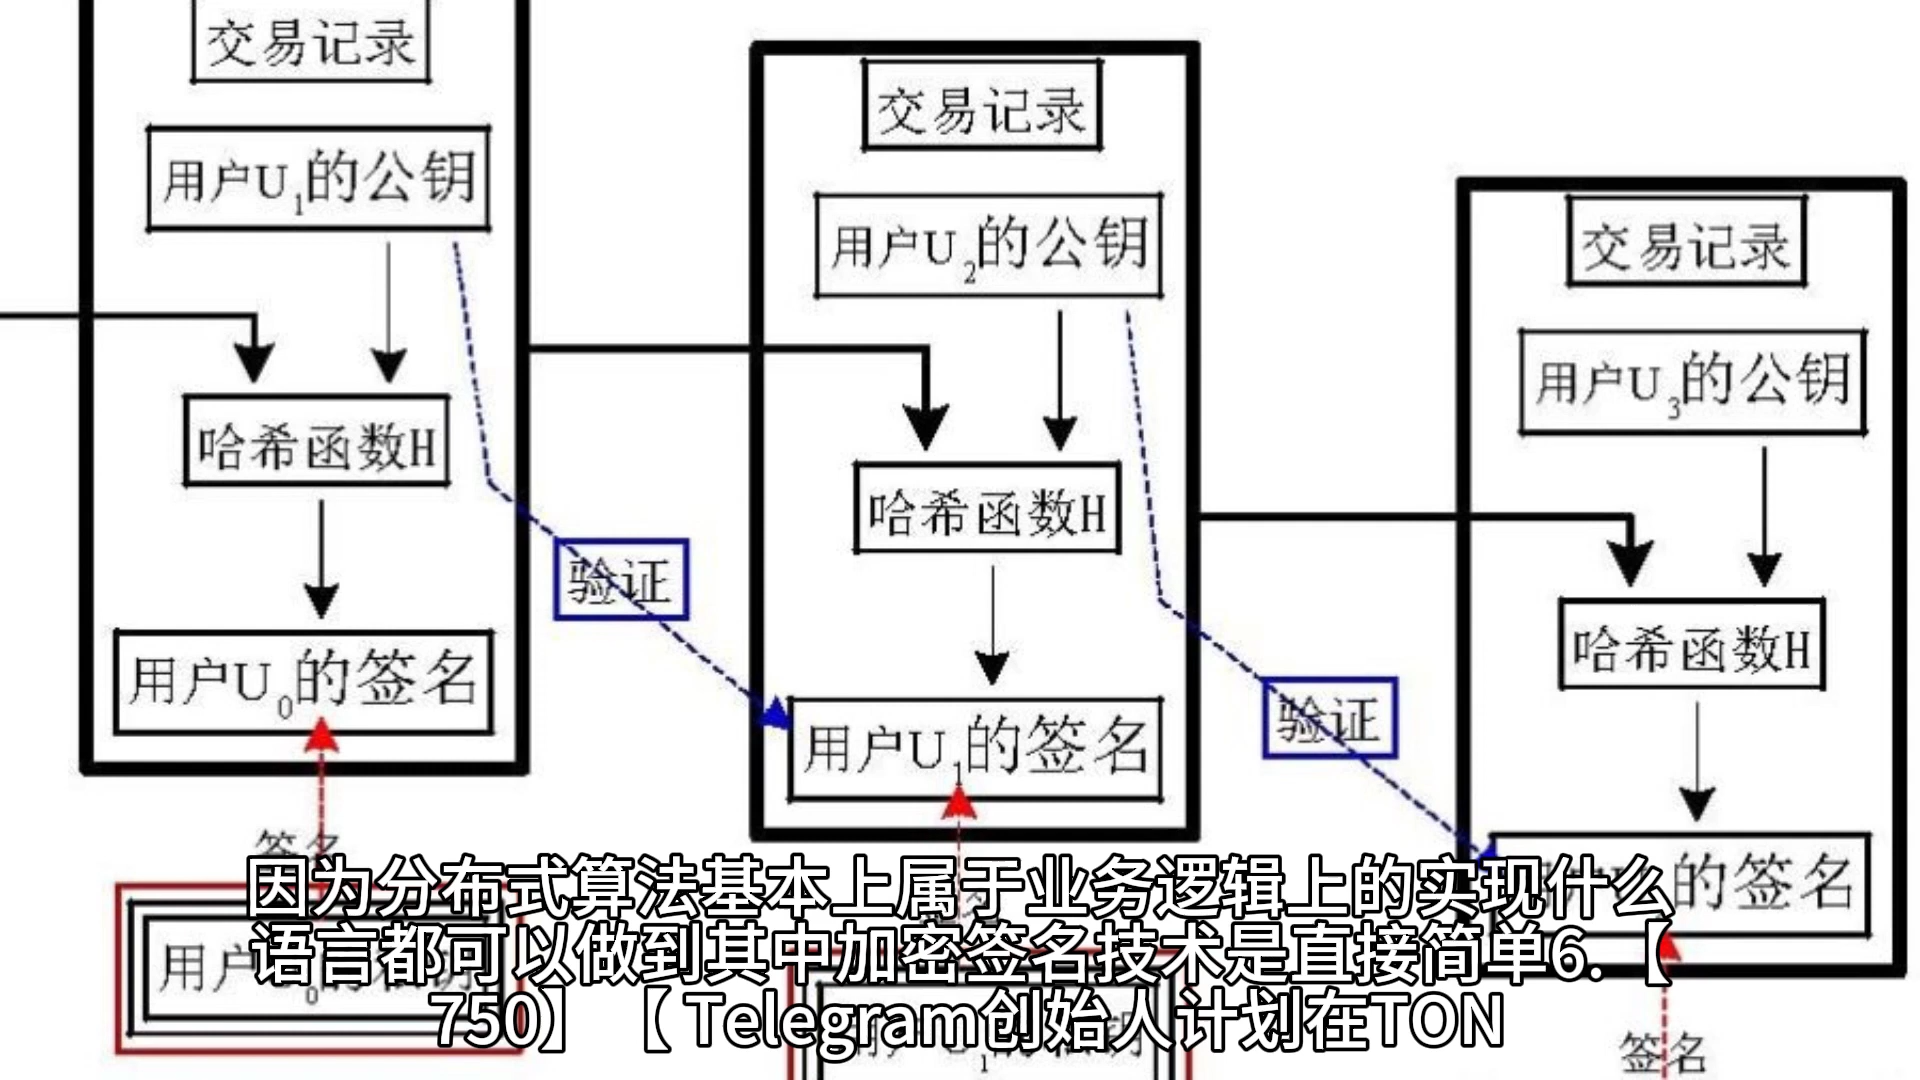 交易记录
用户U₁的公钥
哈希函数H
用户U₀的签名
签名
验证
交易记录
用户U₂的公钥
哈希函数H
用户U₁的签名
验证
交易记录
用户U₃的公钥
哈希函数H
的签名
签名
因为分布式算法基本上属于业务逻辑上的实现什么
语言都可以做到其中加密签名技术是直接简单6.【
750】【 Telegram创始人计划在TON